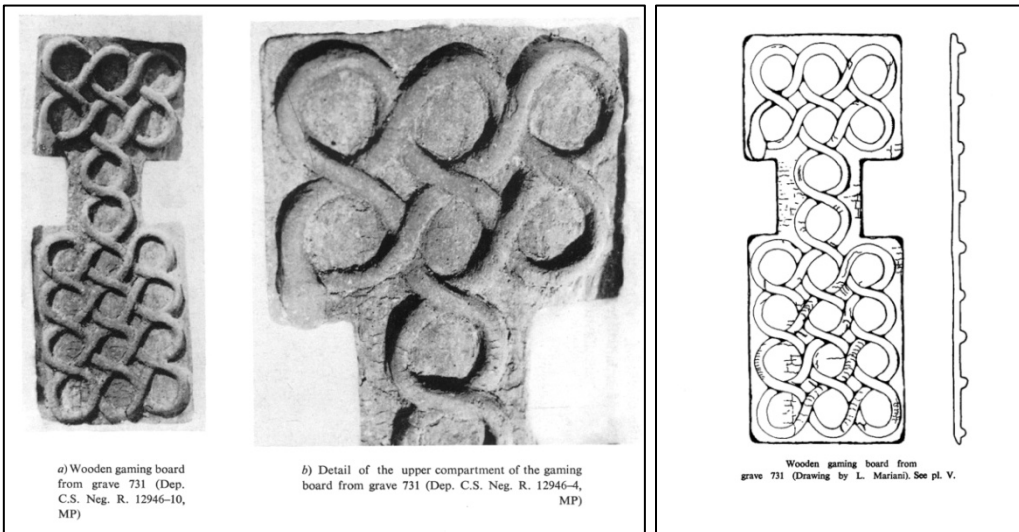 a) Wooden gaming board
from grave 731 (Dep.
C.S. Neg. R. 12946–10,
MP)
b) Detail of the upper compartment of the gaming
board from grave 731 (Dep. C.S. Neg. R. 12946–4,
MP)
Wooden gaming board from
grave 731 (Drawing by L. Mariani). See pl. V.